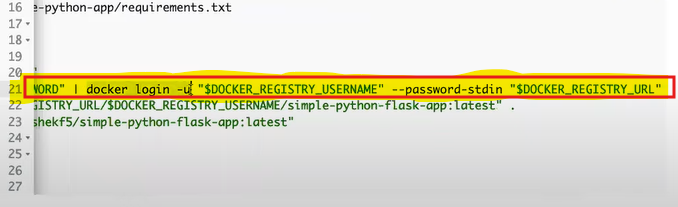 16 e-python-app/requirements.txt
17
18
19
20 "
21 WORD" | docker login -u "$DOCKER_REGISTRY_USERNAME" --password-stdin "$DOCKER_REGISTRY_URL"
22 GISTRY_URL/$DOCKER_REGISTRY_USERNAME/simple-python-flask-app:latest" .
23 shekf5/simple-python-flask-app:latest"
24
25
26
27